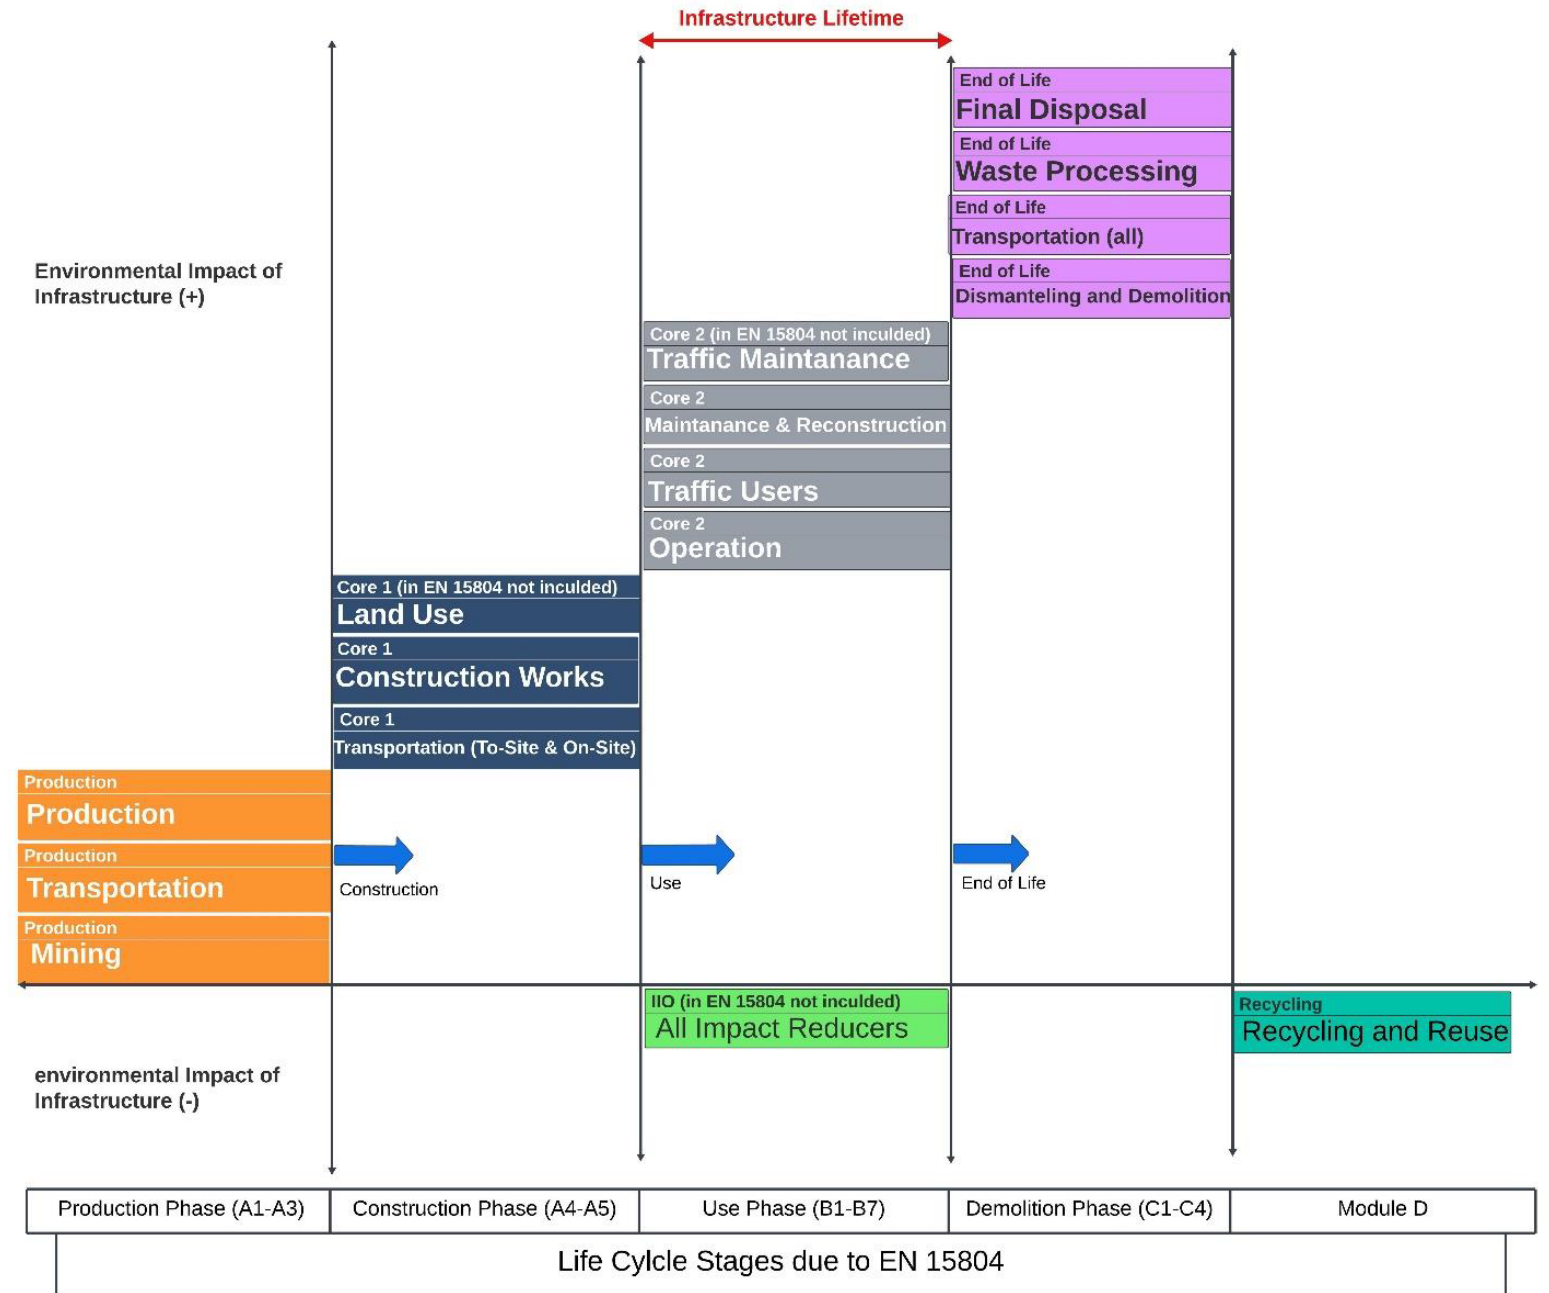 Infrastructure Lifetime
End of Life
Final Disposal
End of Life
Waste Processing
End of Life
Transportation (all)
End of Life
Dismanteling and Demolition
Environmental Impact of
Infrastructure (+)
Core 2 (in EN 15804 not inculded)
Traffic Maintanance
Core 2
Maintanance & Reconstruction
Core 2
Traffic Users
Core 2
Operation
Core 1 (in EN 15804 not inculded)
Land Use
Core 1
Construction Works
Core 1
Transportation (To-Site & On-Site)
Production
Production
Production
Transportation
Production
Mining
Construction
Use
End of Life
IIO (in EN 15804 not inculded)
All Impact Reducers
Recycling
Recycling and Reuse
environmental Impact of
Infrastructure (-)
Production Phase (A1-A3)
Construction Phase (A4-A5)
Use Phase (B1-B7)
Demolition Phase (C1-C4)
Module D
Life Cylcle Stages due to EN 15804